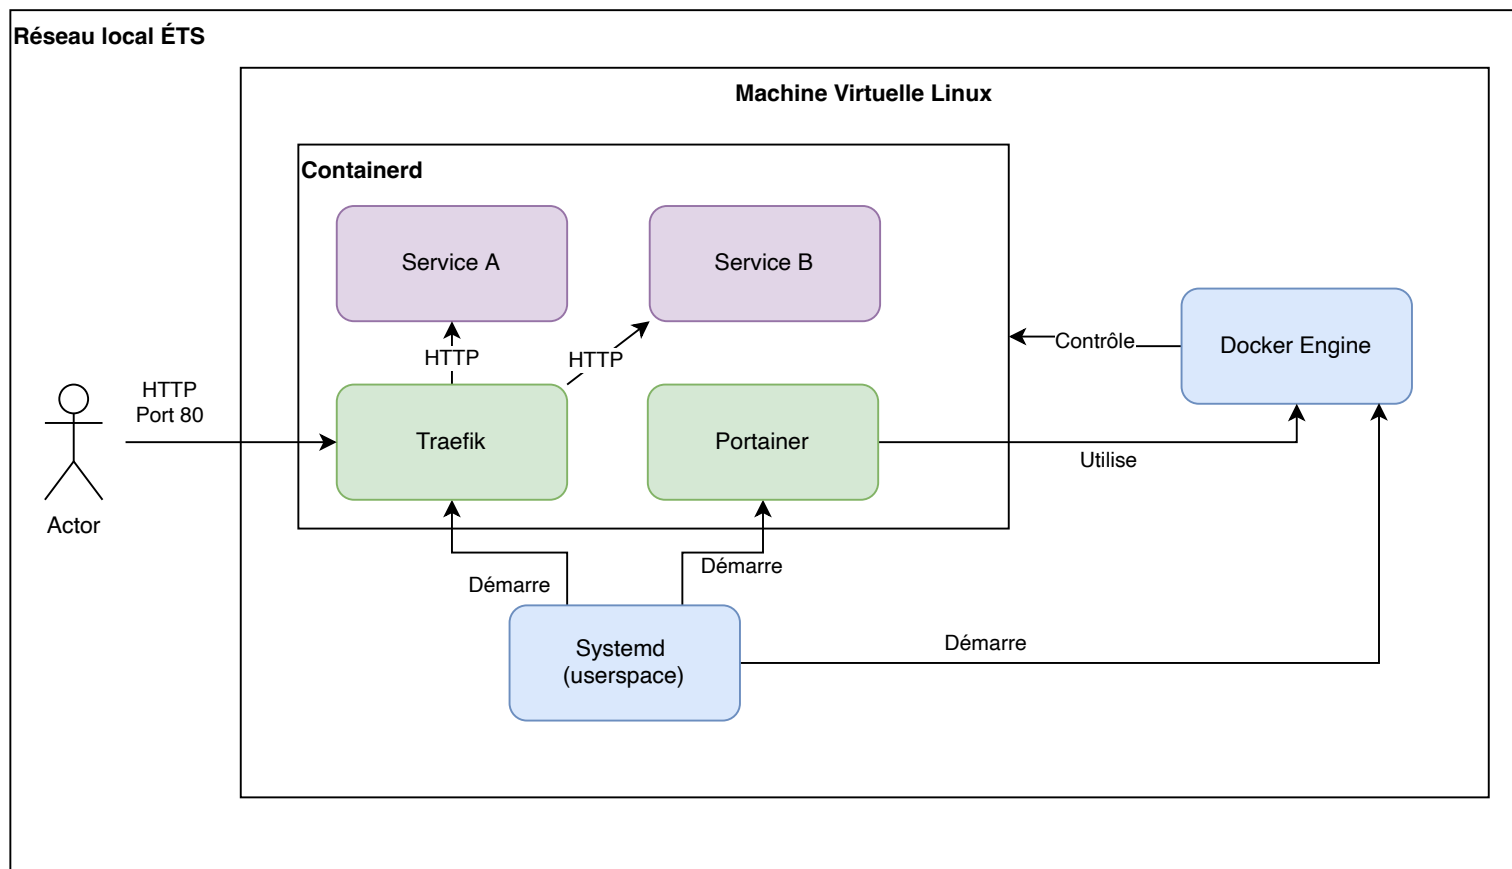 Réseau local ÉTS
Machine Virtuelle Linux
Containerd
Service A
Service B
HTTP
HTTP
Contrôle
Docker Engine
HTTP
Port 80
Traefik
Portainer
Utilise
Actor
Démarre
Démarre
Systemd
(userspace)
Démarre